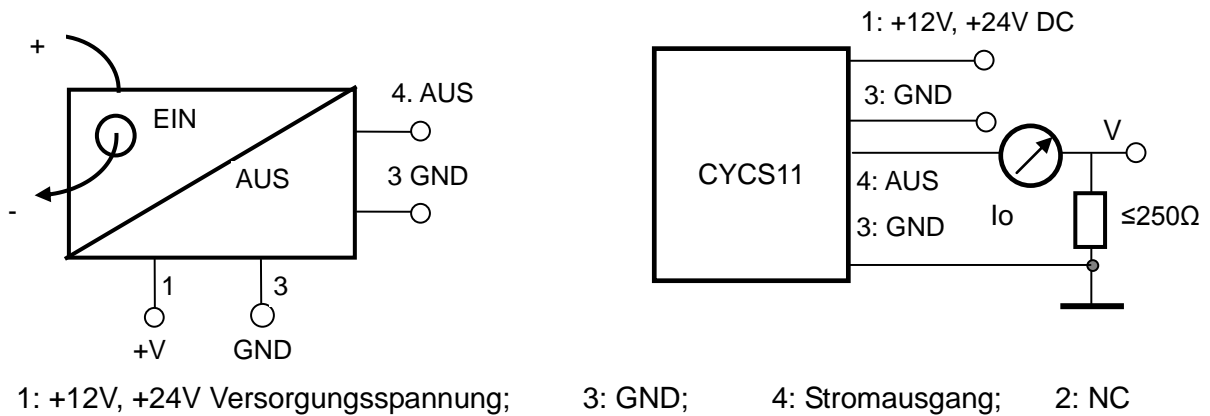 +
EIN
AUS
-
4. AUS
3 GND
1
3
+V
GND
1: +12V, +24V DC
3: GND
CYCS11
4: AUS
3: GND
Io
V
≤250Ω
1: +12V, +24V Versorgungsspannung; 3: GND; 4: Stromausgang; 2: NC